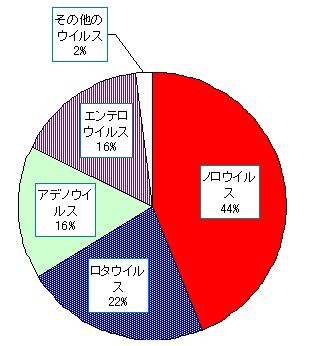 その他の
ウイルス
2%
エンテロ
ウイルス
16%
ノロウイル
ス
44%
アデノウイ
ルス
16%
ロタウイル
ス
22%